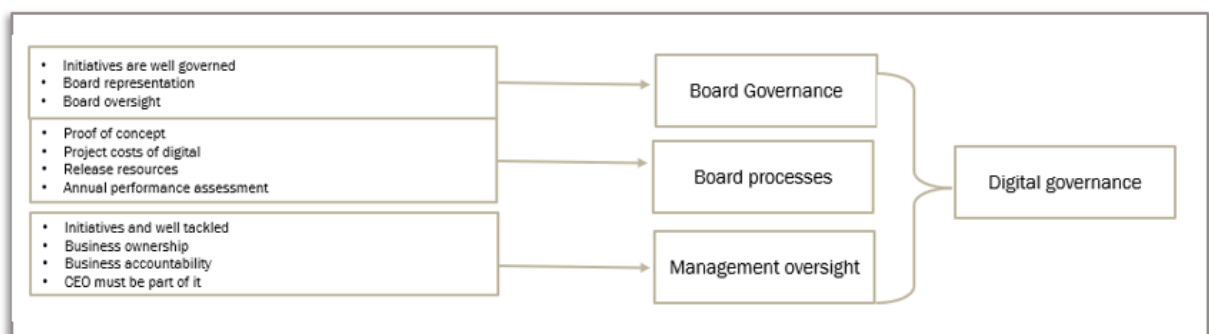 • Initiatives are well governed
• Board representation
• Board oversight
Board Governance
• Proof of concept
• Project costs of digital
• Release resources
• Annual performance assessment
Board processes
Digital governance
• Initiatives and well tackled
• Business ownership
• Business accountability
• CEO must be part of it
Management oversight